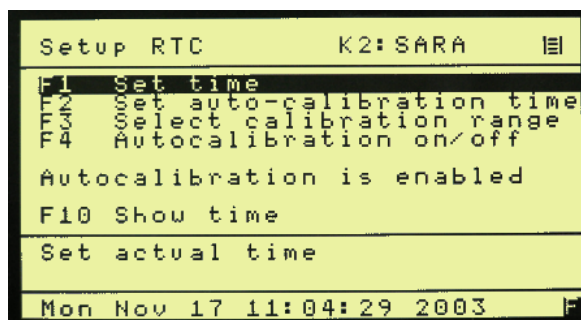 Setup RTC K2:SARA
F1 Set time
F2 Set auto-calibration time
F3 Select calibration range
F4 Autocalibration on/off
Autocalibration is enabled
F10 Show time
Set actual time
Mon Nov 17 11:04:29 2003 F